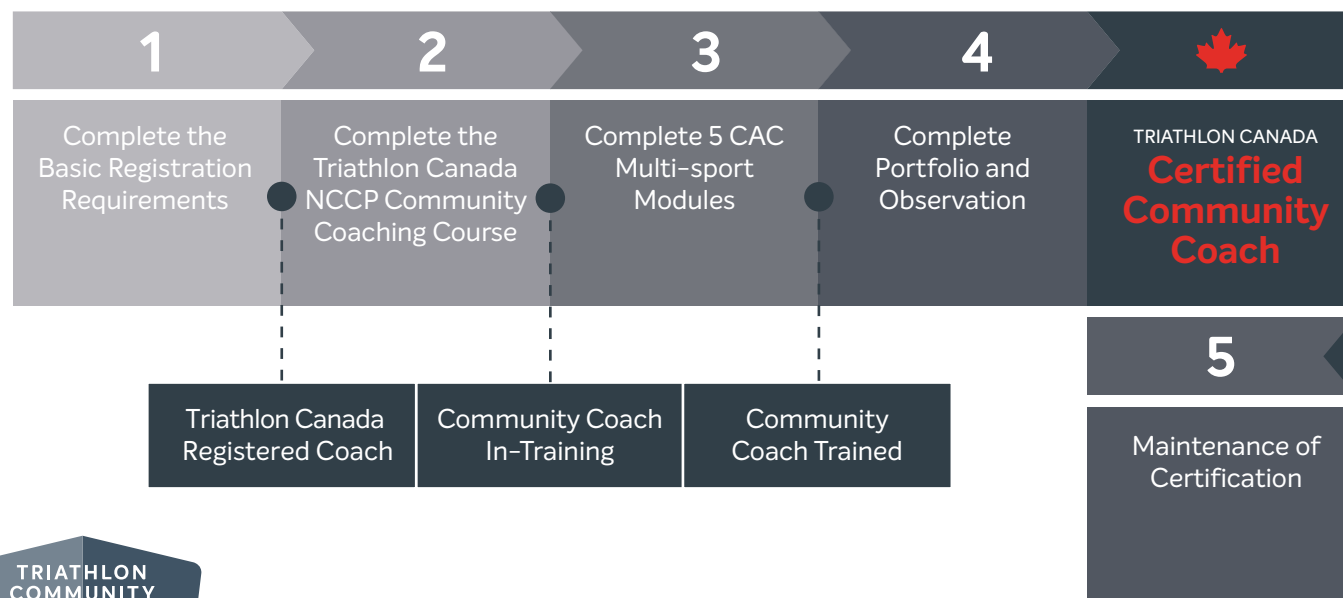 1
2
3
4
Complete the
Basic Registration
Requirements
Complete the
Triathlon Canada
NCCP Community
Coaching Course
Complete 5 CAC
Multi-sport
Modules
Complete
Portfolio and
Observation
TRIATHLON CANADA
Certified
Community
Coach
Triathlon Canada
Registered Coach
Community Coach
In-Training
Community
Coach Trained
5
Maintenance of
Certification
TRIATHLON
COMMUNITY